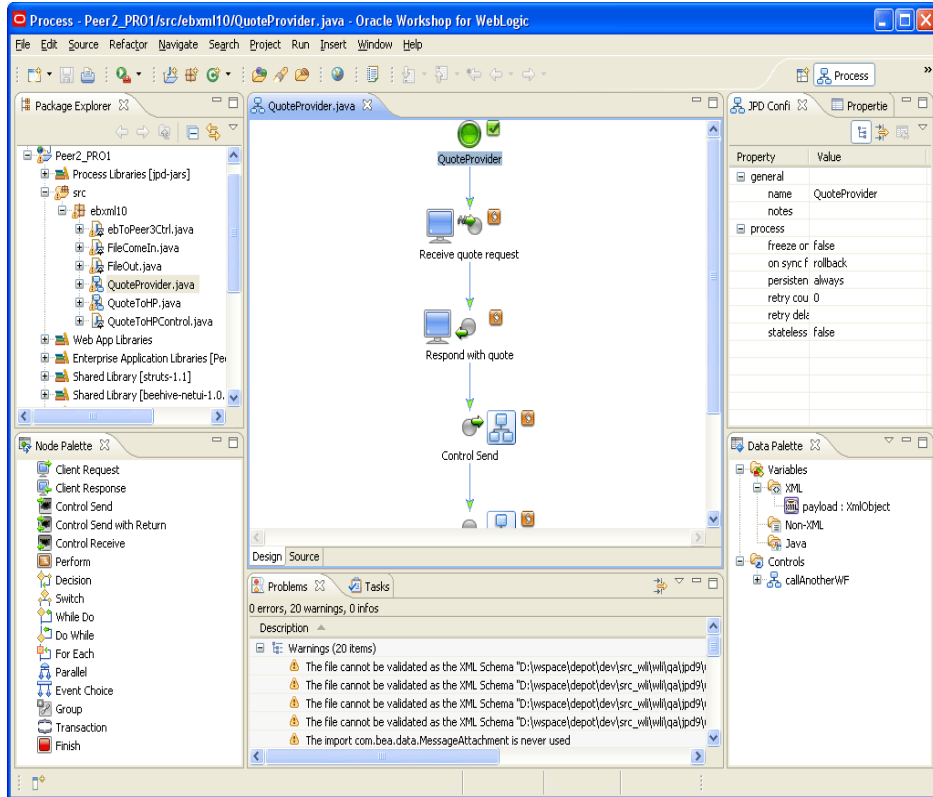 Process - Peer2_PRO1/src/ebxml10/QuoteProvider.java - Oracle Workshop for WebLogic
File Edit Source Refactor Navigate Search Project Run Insert Window Help
Process
»
Package Explorer
Peer2_PRO1
Process Libraries [jpd-jars]
src
ebxml10
ebToPeer3Ctrl.java
FileComeIn.java
FileOut.java
QuoteProvider.java
QuoteToHP.java
QuoteToHPControl.java
Web App Libraries
Enterprise Application Libraries [Pe
Shared Library [struts-1.1]
Shared Library [beehive-netui-1.0.
Node Palette
Client Request
Client Response
Control Send
Control Send with Return
Control Receive
Perform
Decision
Switch
While Do
Do While
For Each
Parallel
Event Choice
Group
Transaction
Finish
QuoteProvider.java
QuoteProvider
Receive quote request
Respond with quote
Control Send
Design Source
Problems Tasks
0 errors, 20 warnings, 0 infos
Description
Warnings (20 items)
The file cannot be validated as the XML Schema "D:\wspace\depot\dev\src_wli\wli\qa\jpd9\
The file cannot be validated as the XML Schema "D:\wspace\depot\dev\src_wli\wli\qa\jpd9\
The file cannot be validated as the XML Schema "D:\wspace\depot\dev\src_wli\wli\qa\jpd9\
The file cannot be validated as the XML Schema "D:\wspace\depot\dev\src_wli\wli\qa\jpd9\
The import com.bea.data.MessageAttachment is never used
JPD Confi Propertie
Property Value
general
name QuoteProvider
notes
process
freeze or false
on sync f rollback
persisten always
retry cou 0
retry dela
stateless false
Data Palette
Variables
XML
payload : XmlObject
Non-XML
Java
Controls
callAnotherWF